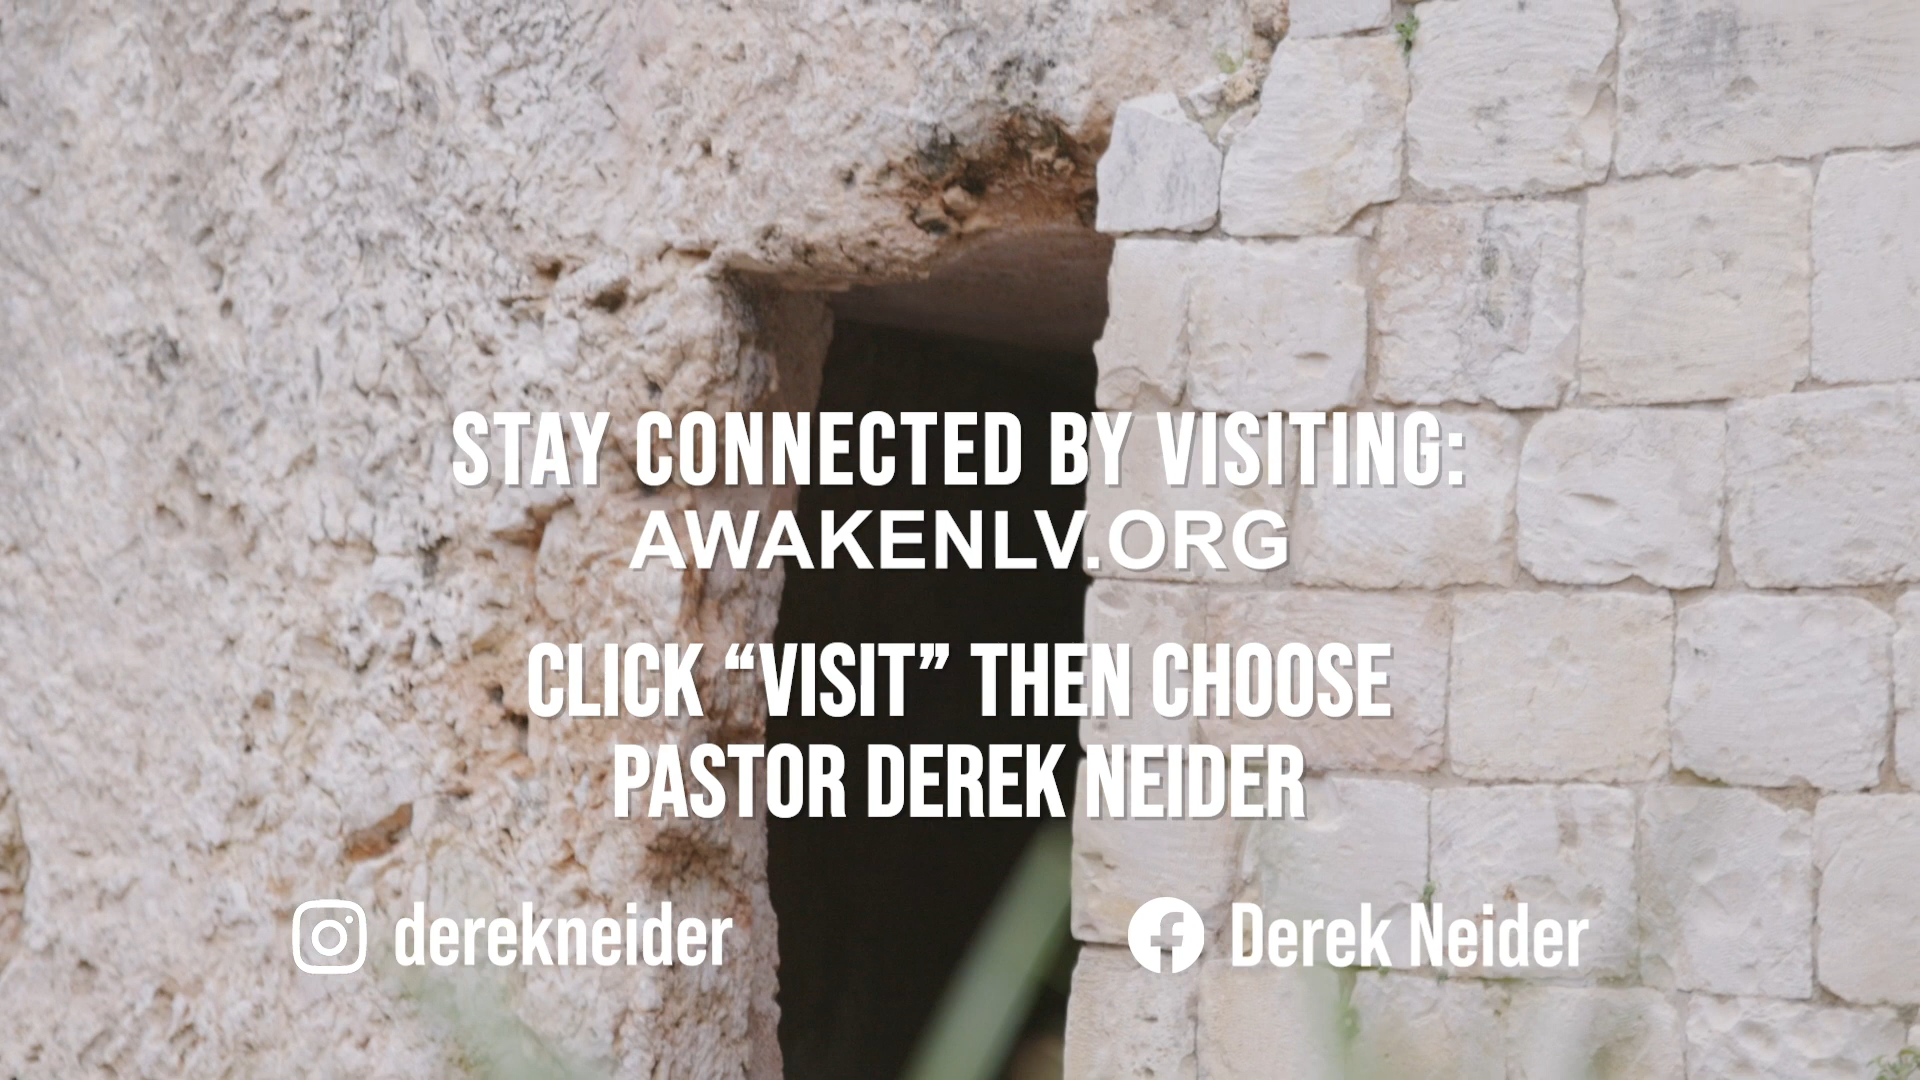 STAY CONNECTED BY VISITING:
AWAKENLV.ORG
CLICK “VISIT” THEN CHOOSE
PASTOR DEREK NEIDER
derekneider
Derek Neider